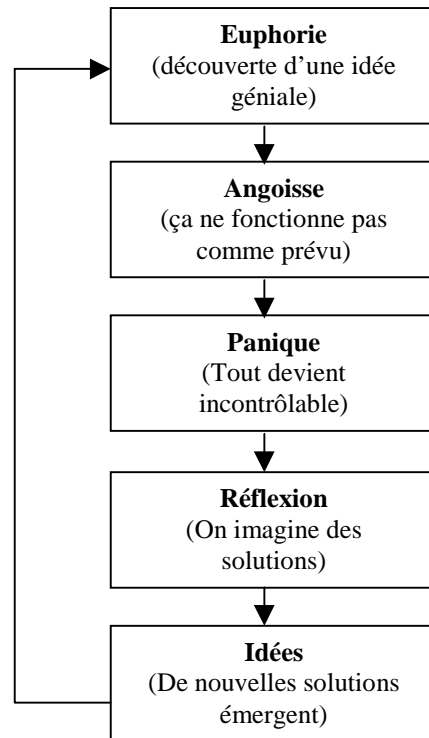 Euphorie
(découverte d’une idée
géniale)
Angoisse
(ça ne fonctionne pas
comme prévu)
Panique
(Tout devient
incontrôlable)
Réflexion
(On imagine des
solutions)
Idées
(De nouvelles solutions
émergent)